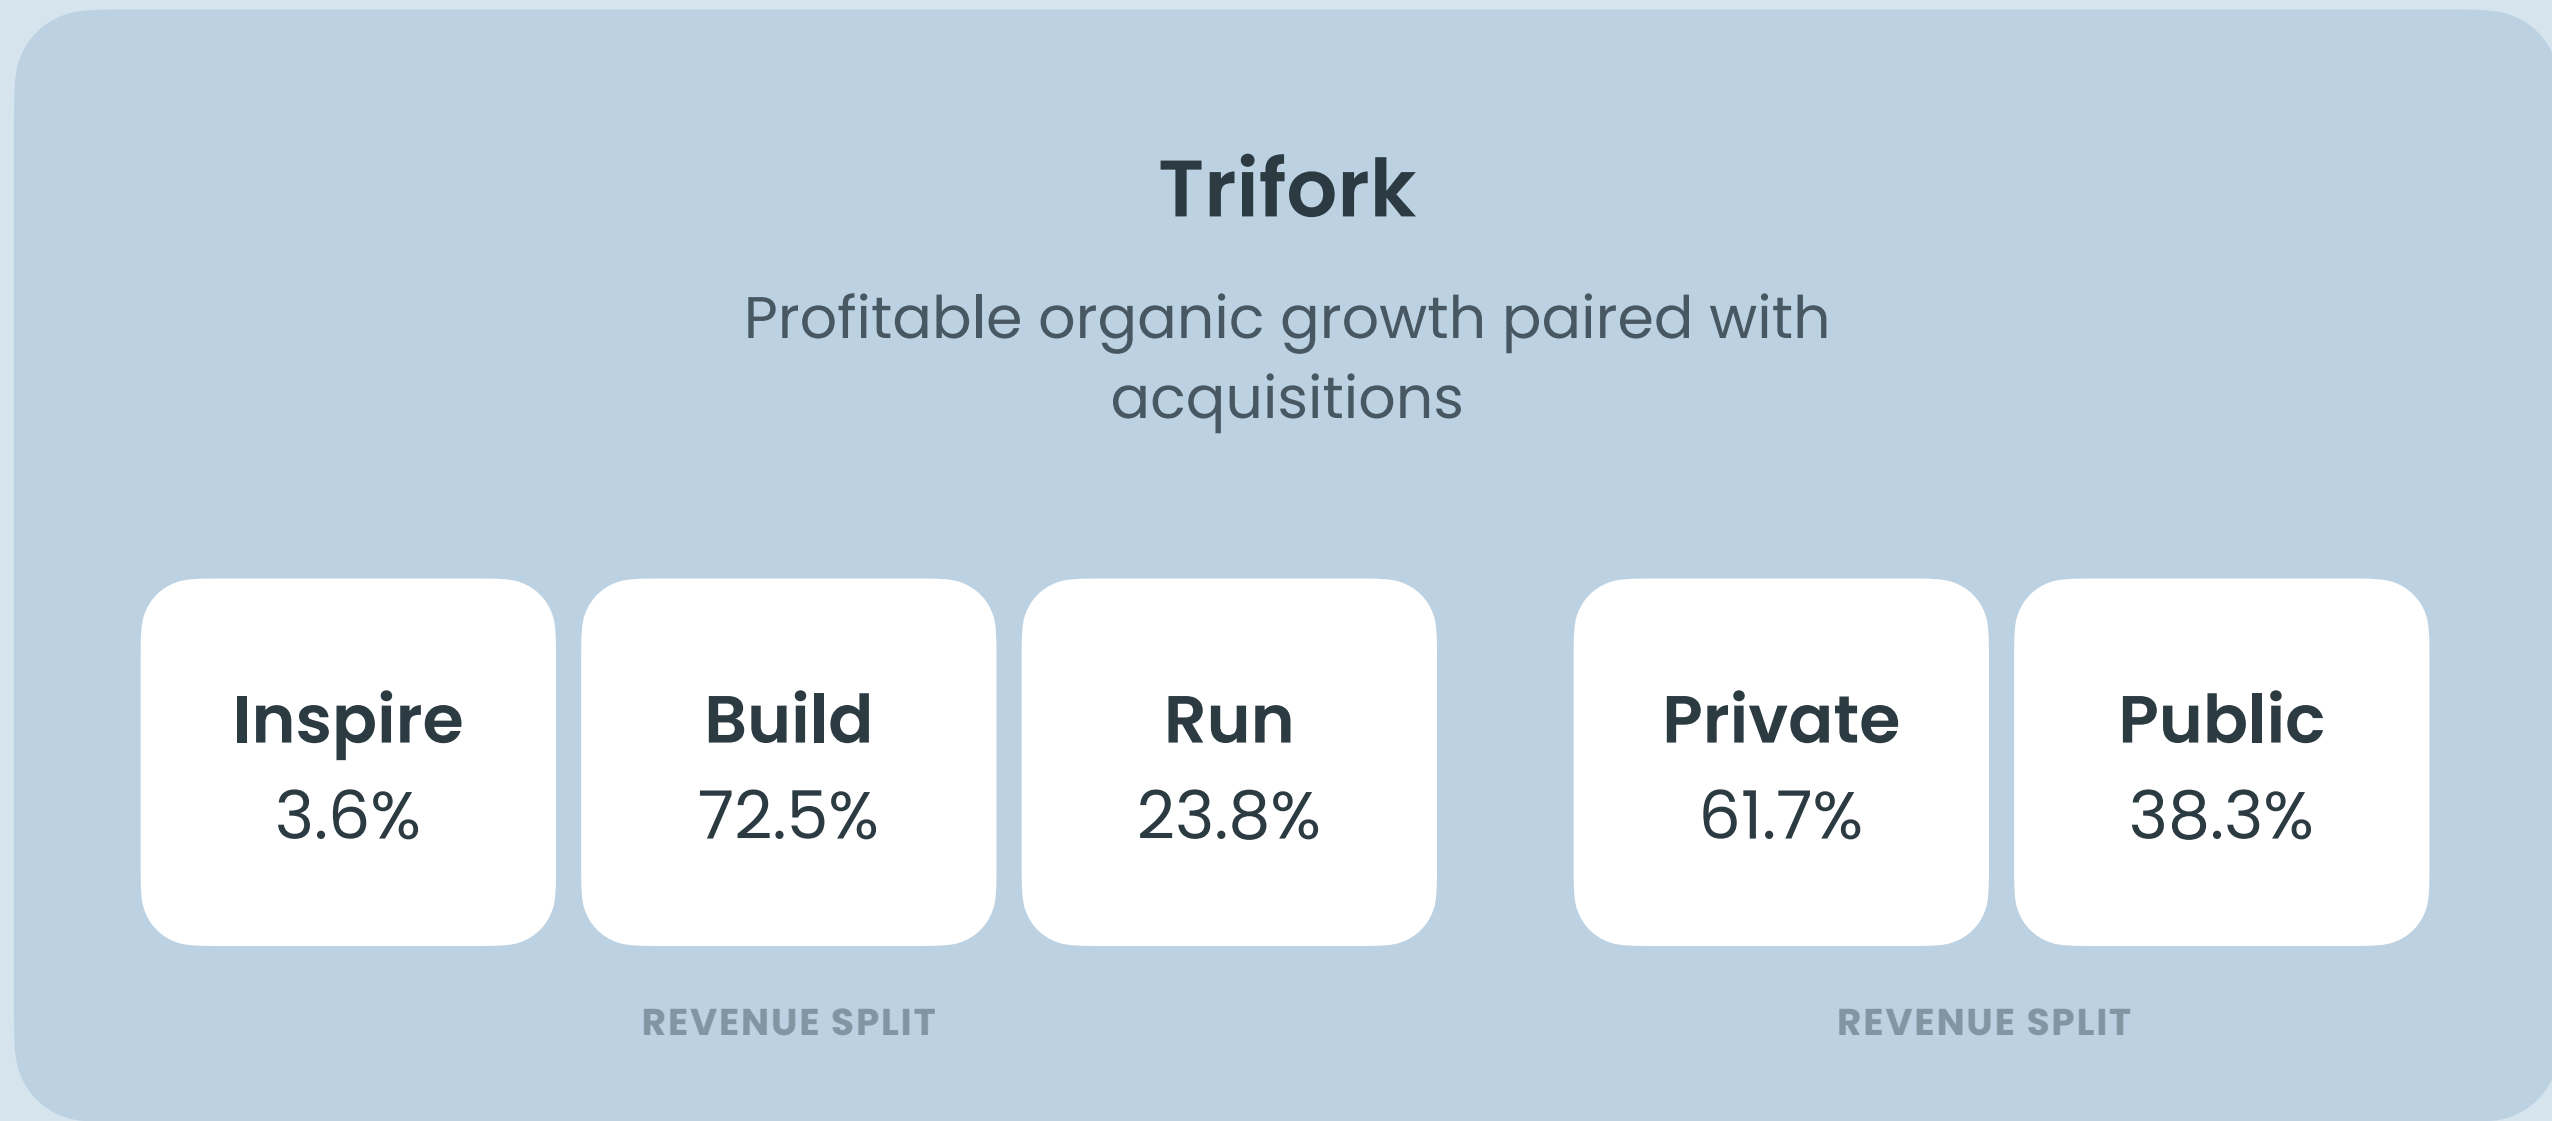 Trifork
Profitable organic growth paired with
acquisitions
Inspire
3.6%
Build
72.5%
Run
23.8%
REVENUE SPLIT
Private
61.7%
Public
38.3%
REVENUE SPLIT